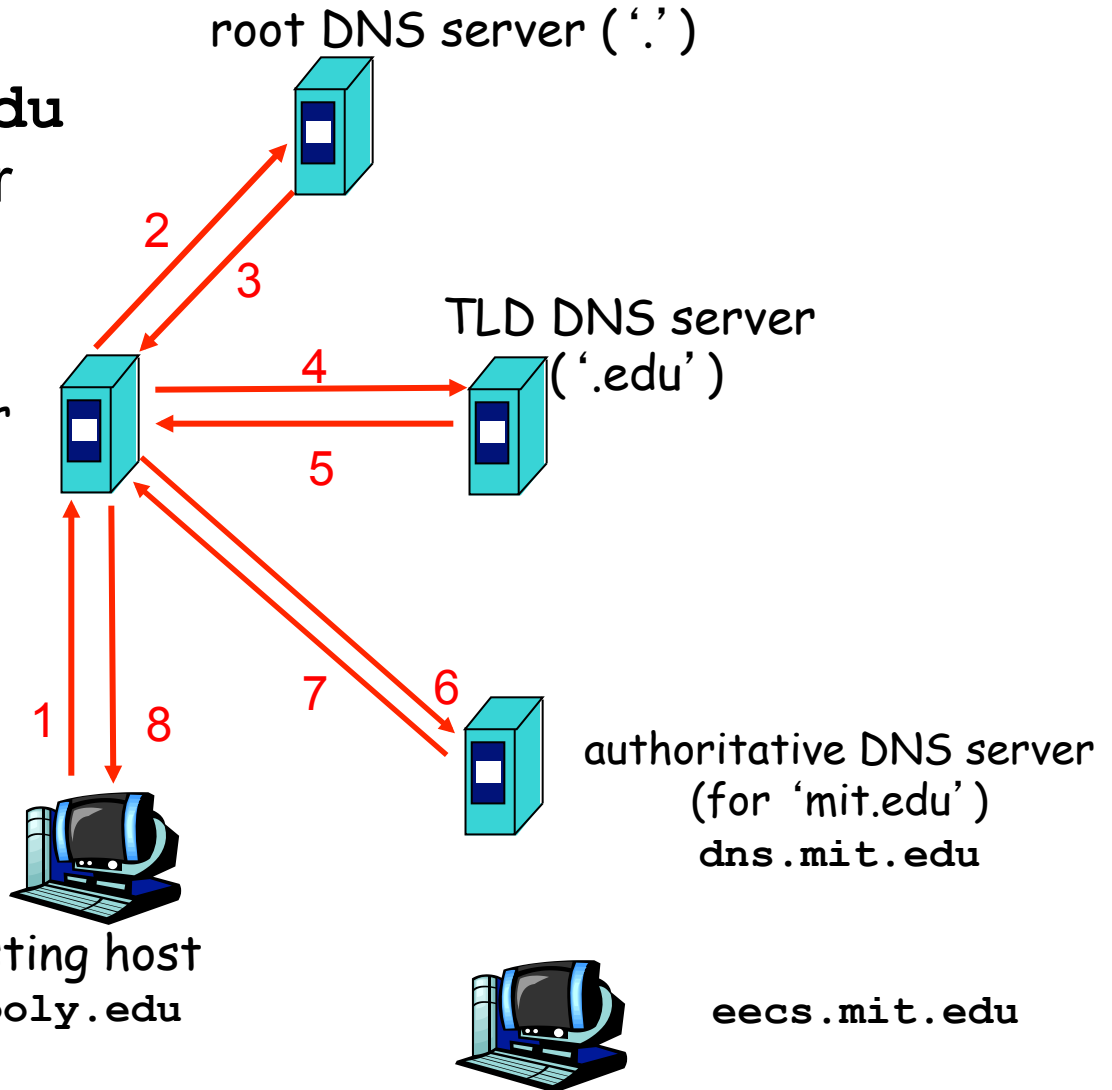 root DNS server (‘.’)
du
r
2
3
TLD DNS server
(‘.edu’)
4
r
5
7
6
1
8
authoritative DNS server
(for ‘mit.edu’)
dns.mit.edu
ting host
poly.edu
eecs.mit.edu